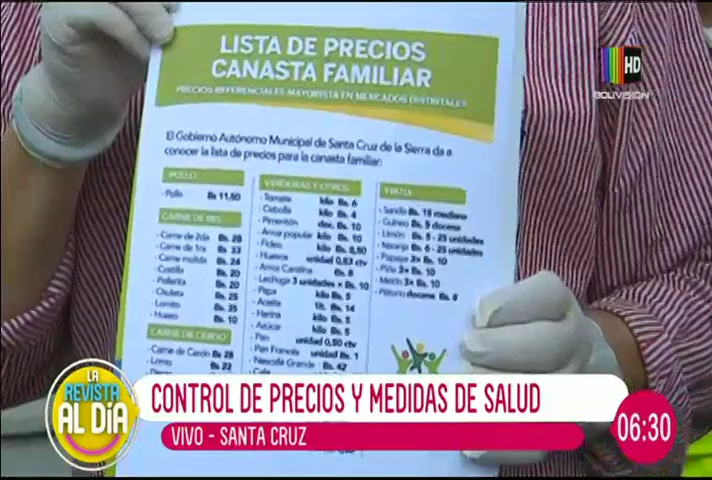 LISTA DE PRECIOS
CANASTA FAMILIAR
PRECIOS REFERENCIALES MAYORISTA EN MERCADOS DISTRITALES
El Gobierno Autónomo Municipal de Santa Cruz de la Sierra da a
conocer la lista de precios para la canasta familiar:
POLLO
- Pollo Bs 11,50
CARNE DE RES
- Carne de 2da Bs 28
- Carne de 1ra Bs 33
- Carne molida Bs 24
- Costilla Bs 20
- Pollerita Bs 20
- Chuleta Bs 25
- Lomito Bs 35
- Hueso Bs 10
CARNE DE CERDO
- Carne de Cerdo Bs 28
- Lomo Bs 22
VERDURAS Y OTROS
- Tomate kilo Bs 6
- Cebolla kilo Bs 4
- Pimentón doc. Bs 10
- Arroz popular kilo Bs 10
- Fideo kilo Bs 8,50
- Huevos unidad 0,83 ctv
- Arroz Carolina Bs 8
- Lechuga 3 unidades x Bs 10
- Papa kilo Bs 5
- Aceite Bs. 14
- Harina kilo Bs. 5
- Azúcar kilo Bs. 5
- Pan unidad 0,50 ctv
- Pan Francés unidad Bs. 1
- Nescafé Grande Bs. 42
- Café
FRUTA
- Sandía Bs 15 mediana
- Guineo Bs. 5 docena
- Limón Bs. 5 - 25 unidades
- Naranja Bs. 6 - 25 unidades
- Papaya 3x Bs. 10
- Piña 3x Bs. 10
- Melón 3x Bs. 10
- Plátano docena Bs. 8
HD
BOLIVISION
LA
REVISTA
AL DÍA
CONTROL DE PRECIOS Y MEDIDAS DE SALUD
VIVO - SANTA CRUZ
06:30